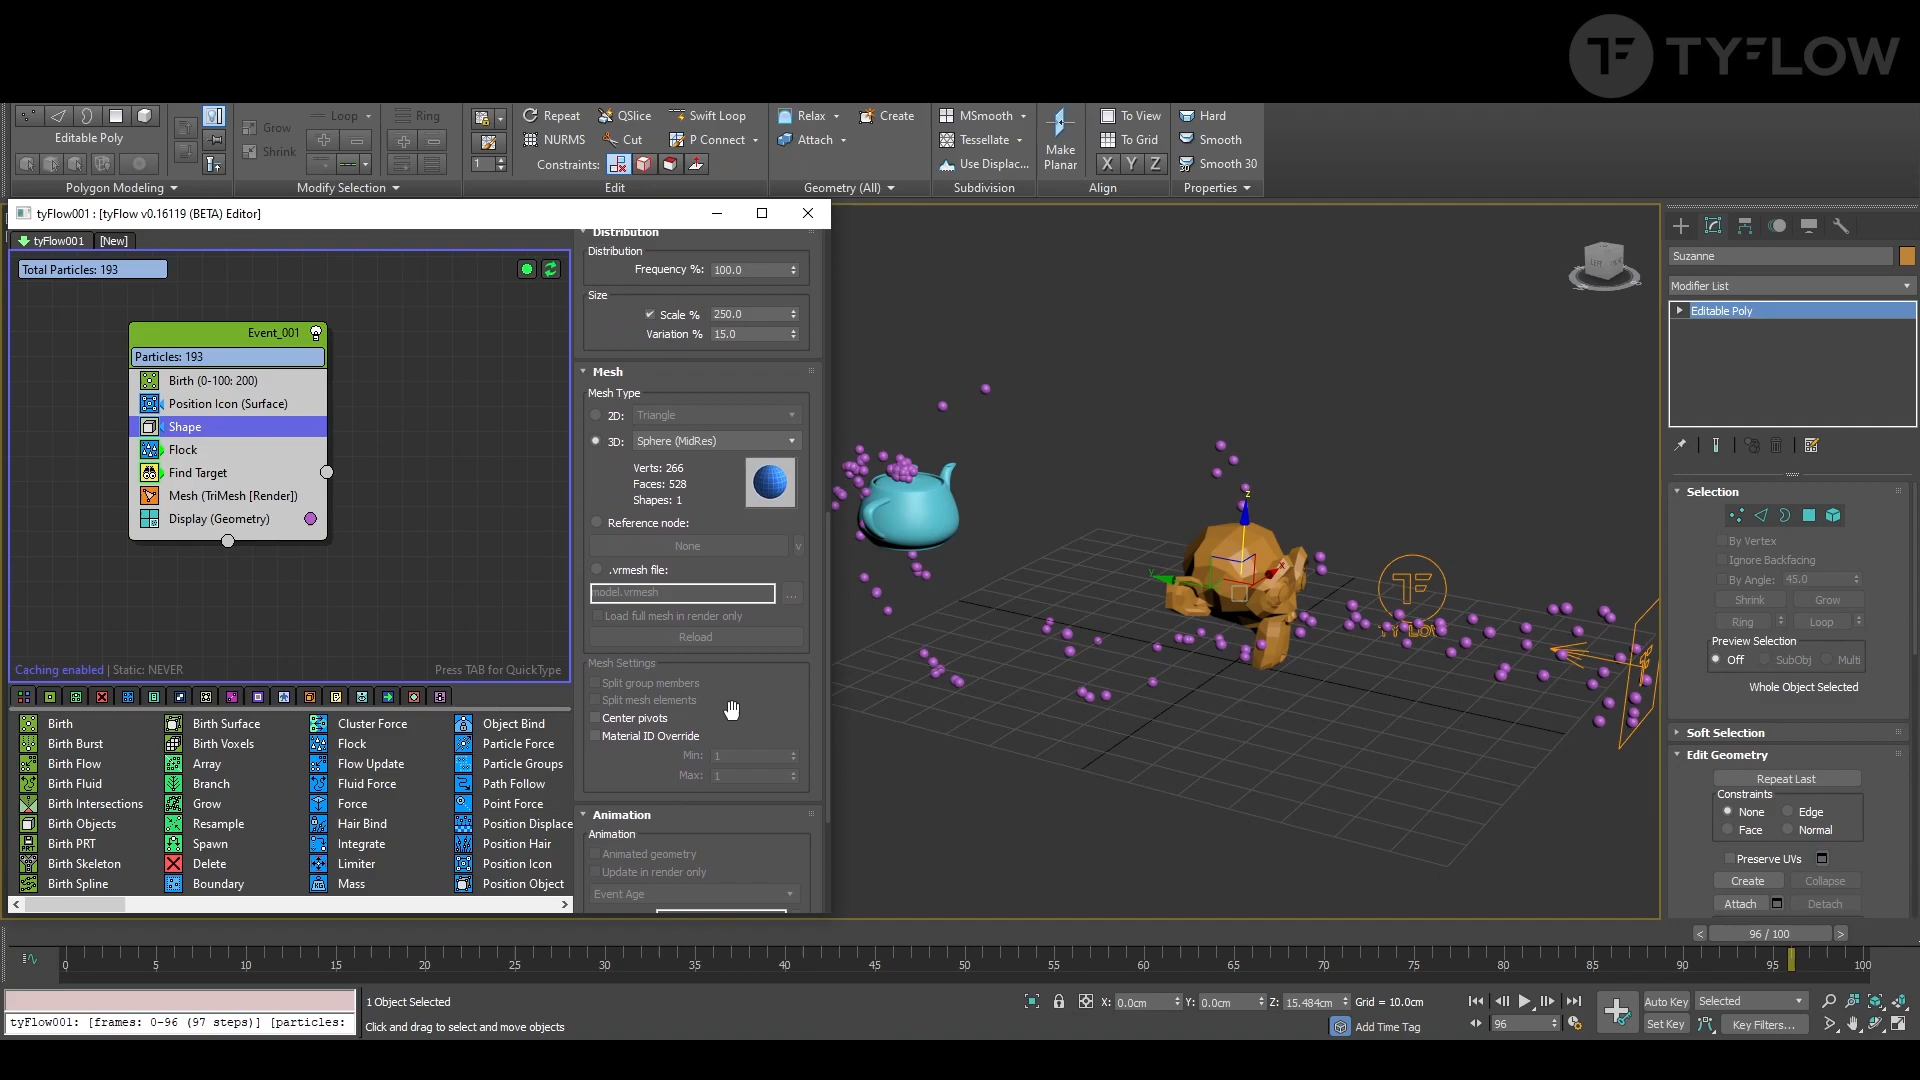 TYFLOW
Editable Poly
Polygon Modeling
Grow
Shrink
Loop
Ring
Modify Selection
Repeat
QSlice
Swift Loop
NURMS
Cut
P Connect
1
Constraints:
Edit
Relax
Create
Attach
Geometry (All)
MSmooth
Tessellate
Use Displac...
Subdivision
Make
Planar
To View
To Grid
X Y Z
Align
Hard
Smooth
Smooth 30
Properties
tyFlow001 : [tyFlow v0.16119 (BETA) Editor]
tyFlow001
[New]
Total Particles: 193
Event_001
Particles: 193
Birth (0-100: 200)
Position Icon (Surface)
Shape
Flock
Find Target
Mesh (TriMesh [Render])
Display (Geometry)
Caching enabled | Static: NEVER
Press TAB for QuickType
Distribution
Distribution
Frequency %: 100.0
Size
Scale % 250.0
Variation % 15.0
Mesh
Mesh Type
2D: Triangle
3D: Sphere (MidRes)
Verts: 266
Faces: 528
Shapes: 1
Reference node:
None
v
.vrmesh file:
model.vrmesh
...
Load full mesh in render only
Reload
Mesh Settings
Split group members
Split mesh elements
Center pivots
Material ID Override
Min: 1
Max: 1
Animation
Animation
Animated geometry
Update in render only
Event Age
Birth
Birth Burst
Birth Flow
Birth Fluid
Birth Intersections
Birth Objects
Birth PRT
Birth Skeleton
Birth Spline
Birth Surface
Birth Voxels
Array
Branch
Grow
Resample
Spawn
Delete
Boundary
Cluster Force
Flock
Flow Update
Fluid Force
Force
Hair Bind
Integrate
Limiter
Mass
Object Bind
Particle Force
Particle Groups
Path Follow
Point Force
Position Displace
Position Hair
Position Icon
Position Object
z
y
x
TYFLOW
Suzanne
Modifier List
Editable Poly
Selection
By Vertex
Ignore Backfacing
By Angle: 45.0
Shrink
Grow
Ring
Loop
Preview Selection
Off
SubObj
Multi
Whole Object Selected
Soft Selection
Edit Geometry
Repeat Last
Constraints
None
Edge
Face
Normal
Preserve UVs
Create
Collapse
Attach
Detach
< 96 / 100 >
0 5 10 15 20 25 30 35 40 45 50 55 60 65 70 75 80 85 90 95 100
1 Object Selected
Click and drag to select and move objects
tyFlow001: [frames: 0-96 (97 steps)] [particles:
X: 0.0cm
Y: 0.0cm
Z: 15.484cm
Grid = 10.0cm
Add Time Tag
96
Auto Key
Selected
Set Key
Key Filters...